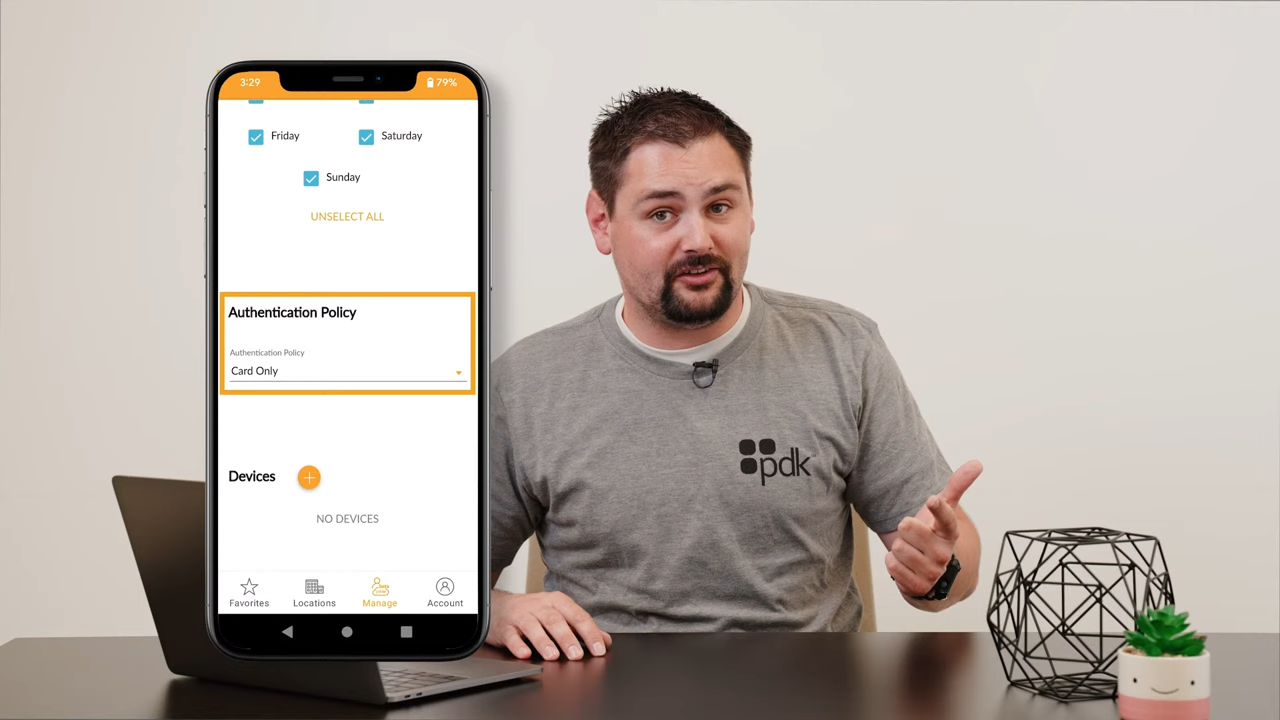 3:29
79%
Friday
Saturday
Sunday
UNSELECT ALL
Authentication Policy
Authentication Policy
Card Only
Devices
NO DEVICES
Favorites
Locations
Manage
Account
pdk